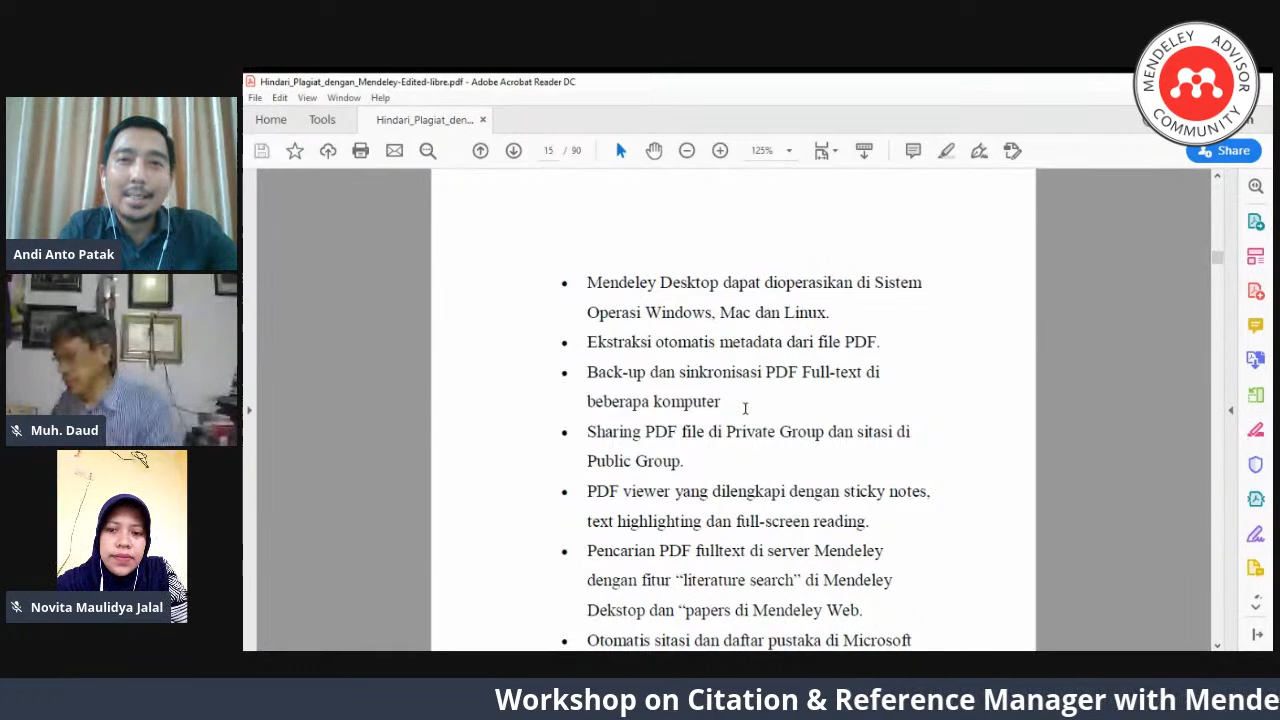 MENDELEY ADVISOR COMMUNITY
Hindari_Plagiat_dengan_Mendeley-Edited-libre.pdf - Adobe Acrobat Reader DC
File Edit View Window Help
Home Tools Hindari_Plagiat_den... ×
15 / 90 125% Share
Andi Anto Patak
Muh. Daud
Novita Maulidya Jalal
• Mendeley Desktop dapat dioperasikan di Sistem
Operasi Windows, Mac dan Linux.
• Ekstraksi otomatis metadata dari file PDF.
• Back-up dan sinkronisasi PDF Full-text di
beberapa komputer
• Sharing PDF file di Private Group dan sitasi di
Public Group.
• PDF viewer yang dilengkapi dengan sticky notes,
text highlighting dan full-screen reading.
• Pencarian PDF fulltext di server Mendeley
dengan fitur “literature search” di Mendeley
Dekstop dan “papers di Mendeley Web.
• Otomatis sitasi dan daftar pustaka di Microsoft
Workshop on Citation & Reference Manager with Mende